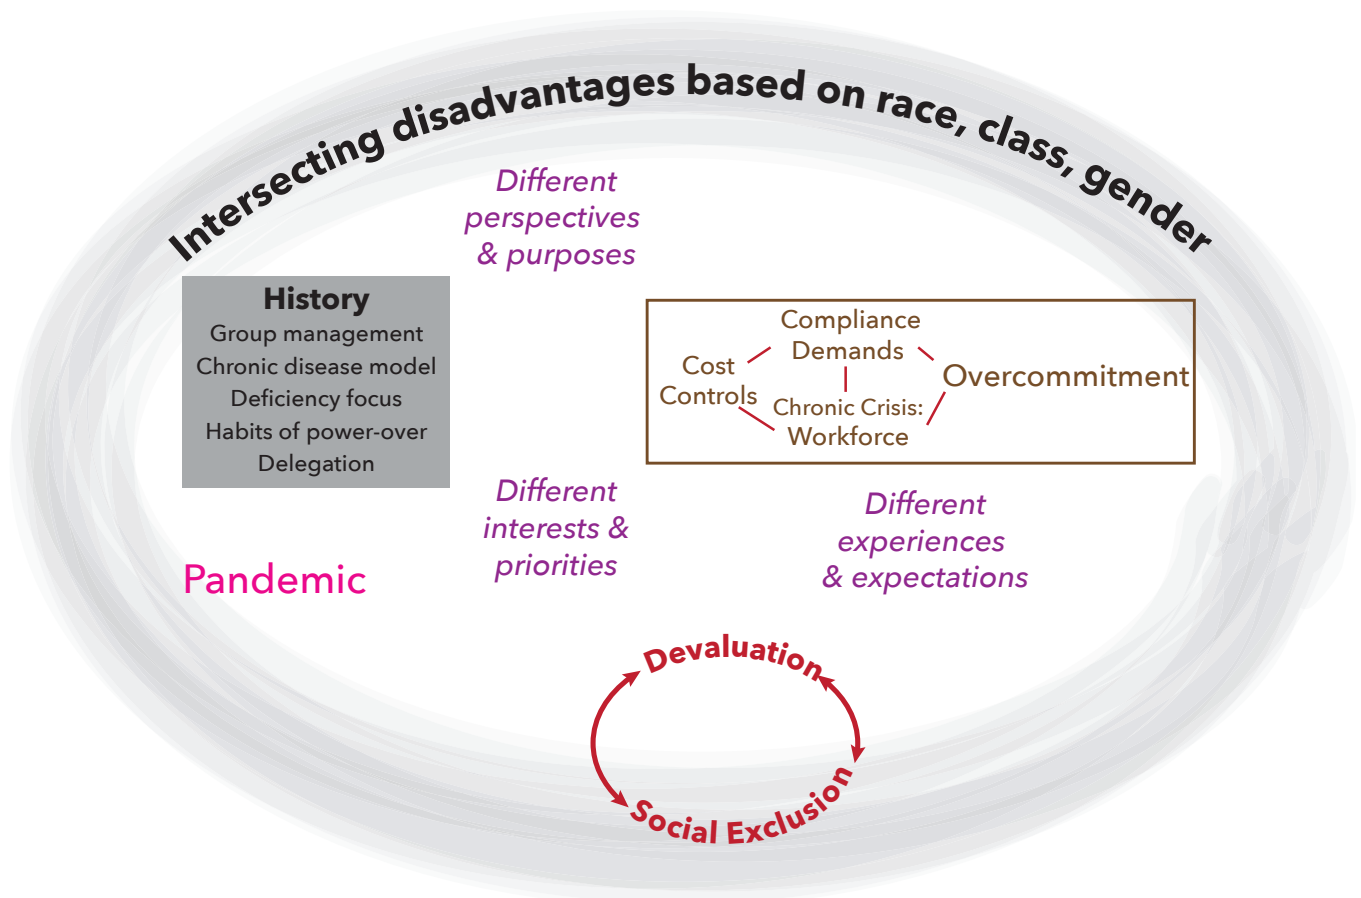 Intersecting disadvantages based on race, class, gender
Different
perspectives
& purposes
History
Group management
Chronic disease model
Deficiency focus
Habits of power-over
Delegation
Compliance
Demands
Cost
Controls
Chronic Crisis:
Workforce
Overcommitment
Different
interests &
priorities
Different
experiences
& expectations
Pandemic
Devaluation
Social Exclusion